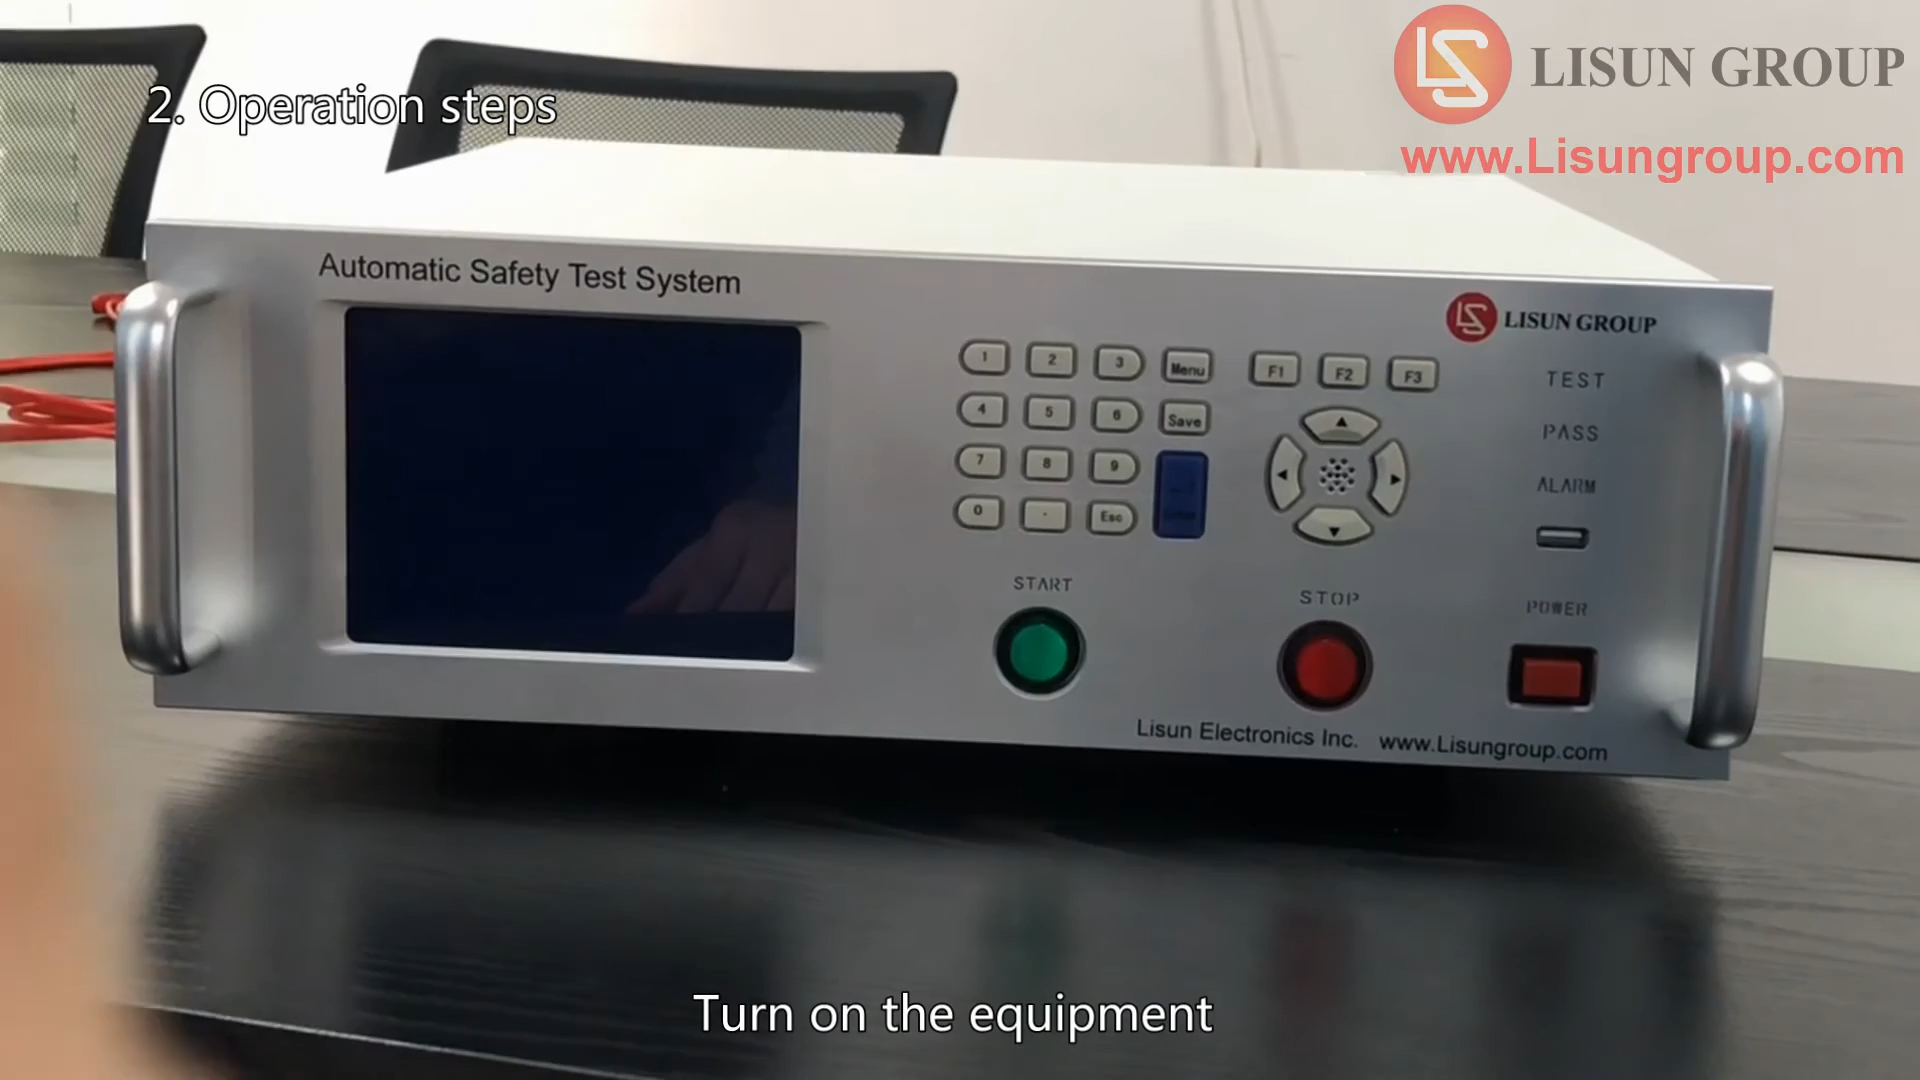 LISUN GROUP
www.Lisungroup.com
2. Operation steps
Automatic Safety Test System
LISUN GROUP
1 2 3 Menu F1 F2 F3
4 5 6 Save
7 8 9
0 . Esc Enter
TEST
PASS
ALARM
START
STOP
POWER
Lisun Electronics Inc. www.Lisungroup.com
Turn on the equipment